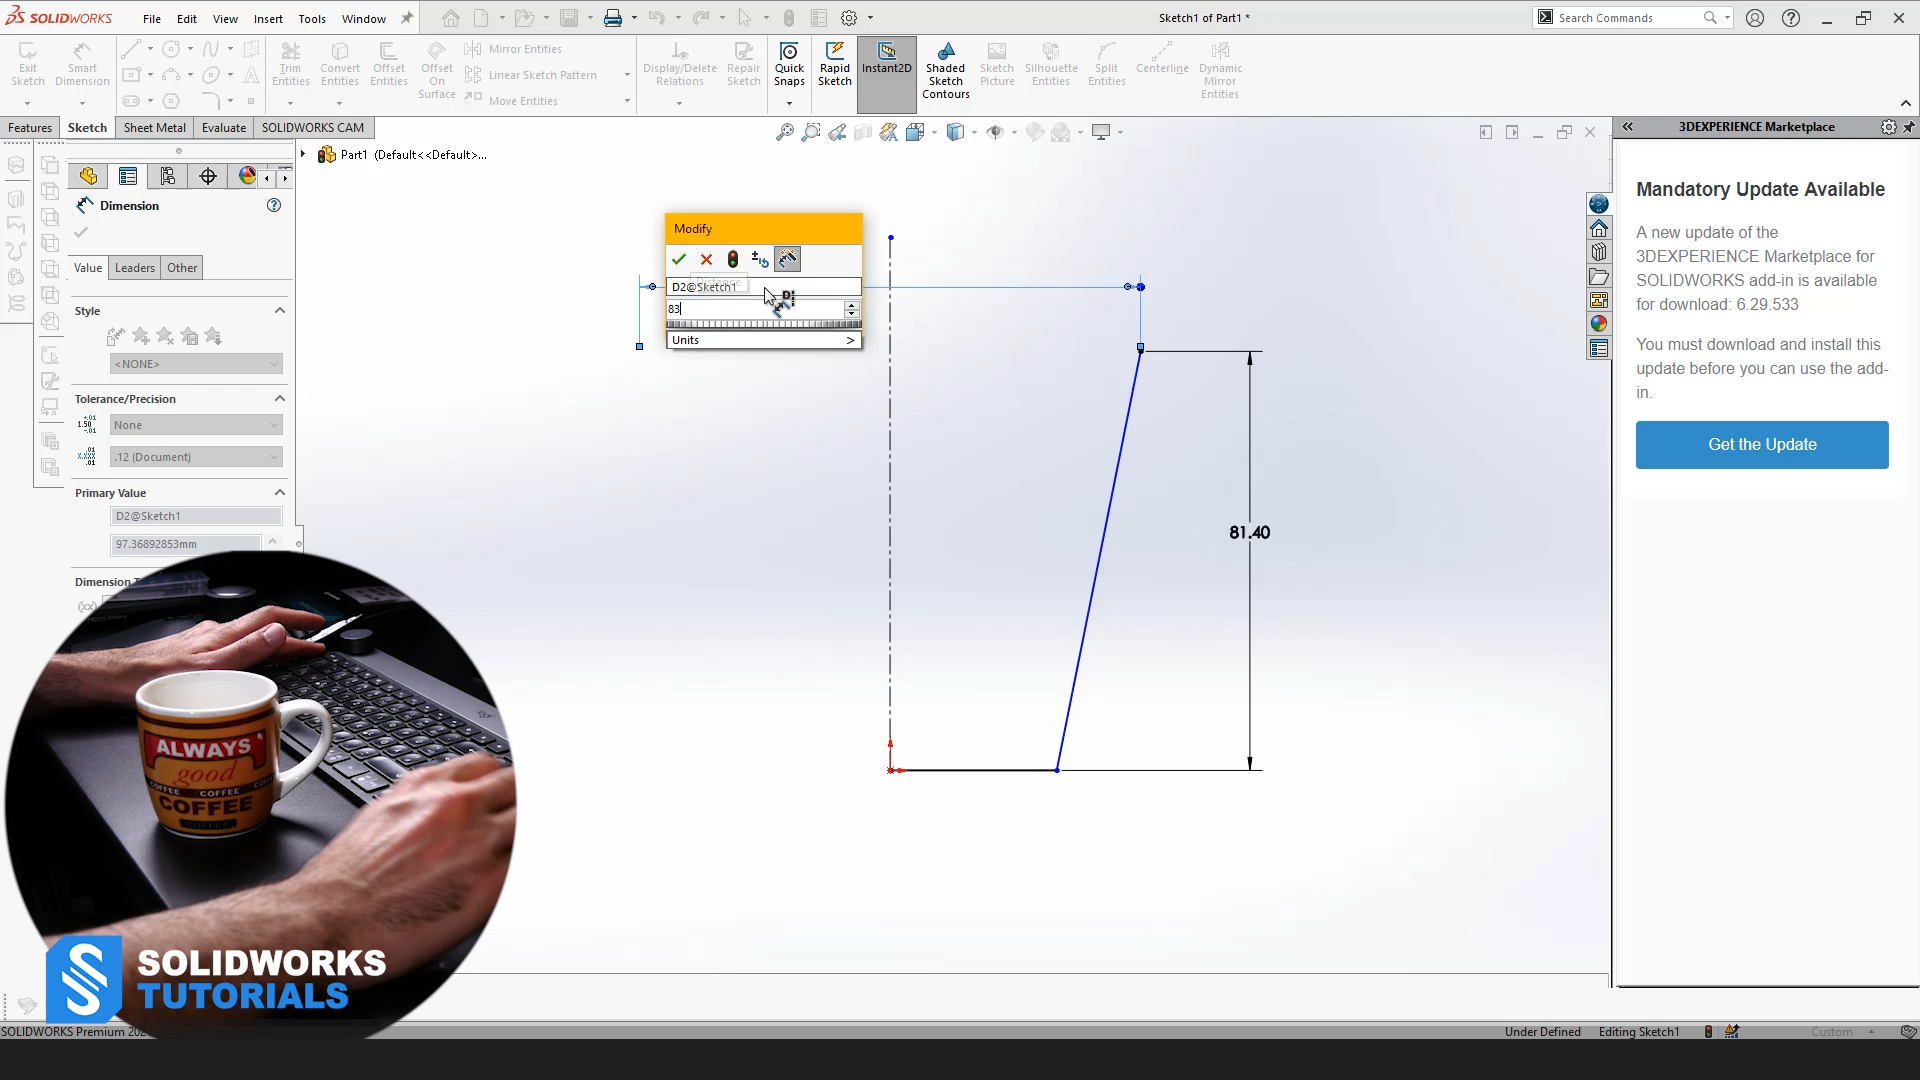 SOLIDWORKS File Edit View Insert Tools Window Sketch1 of Part1 * Search Commands
Exit Sketch
Smart Dimension
Trim Entities
Convert Entities
Offset Entities
Offset On Surface
Mirror Entities
Linear Sketch Pattern
Move Entities
Display/Delete Relations
Repair Sketch
Quick Snaps
Rapid Sketch
Instant2D
Shaded Sketch Contours
Sketch Picture
Silhouette Entities
Split Entities
Centerline
Dynamic Mirror Entities
Features Sketch Sheet Metal Evaluate SOLIDWORKS CAM
Part1 (Default<<Default>...
Dimension
Value Leaders Other
Style
<NONE>
Tolerance/Precision
None
.12 (Document)
Primary Value
D2@Sketch1
97.36892853mm
Dimension T
Modify
D2@Sketch1
83
Units >
81.40
3DEXPERIENCE Marketplace
Mandatory Update Available
A new update of the
3DEXPERIENCE Marketplace for
SOLIDWORKS add-in is available
for download: 6.29.533
You must download and install this
update before you can use the add-
in.
Get the Update
ALWAYS
good
COFFEE COFFEE
COFFEE
SOLIDWORKS
TUTORIALS
SOLIDWORKS Premium 20
Under Defined Editing Sketch1 Custom